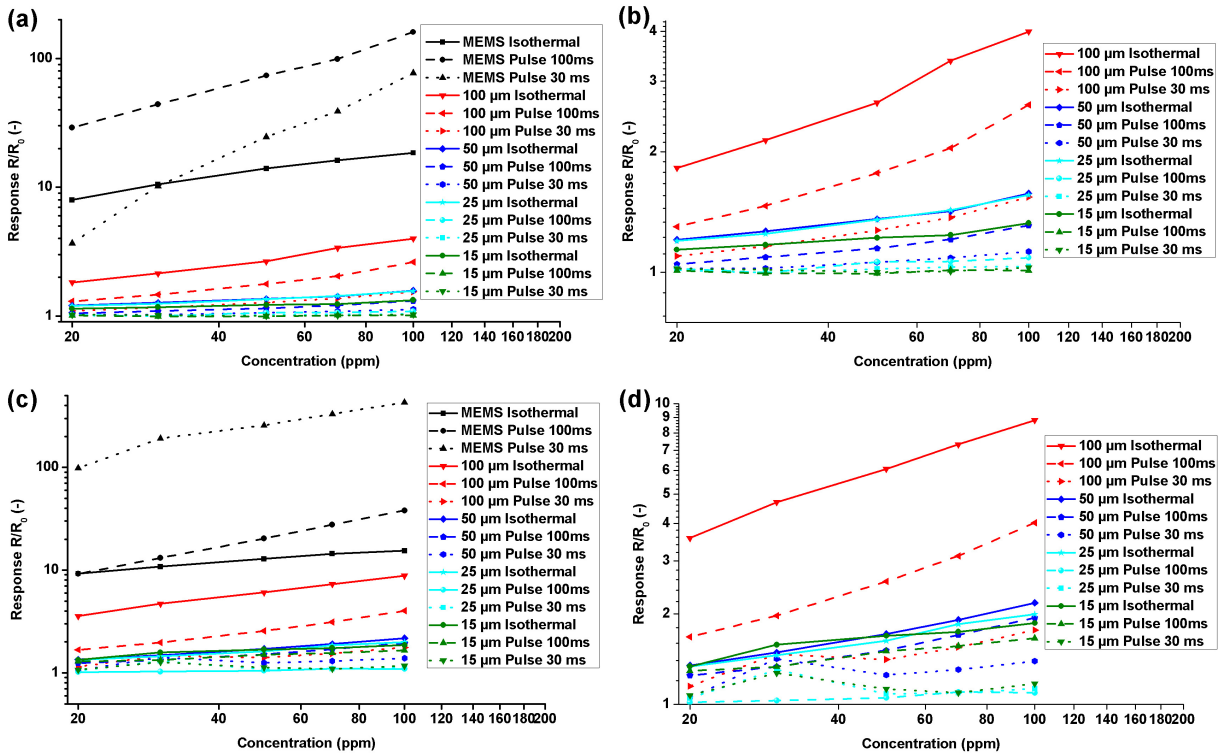 (a)
100
10
1
Response R/R0 (-)
20
40
60
80
100
120
140
160
180
200
Concentration (ppm)
MEMS Isothermal
MEMS Pulse 100ms
MEMS Pulse 30 ms
100 µm Isothermal
100 µm Pulse 100ms
100 µm Pulse 30 ms
50 µm Isothermal
50 µm Pulse 100ms
50 µm Pulse 30 ms
25 µm Isothermal
25 µm Pulse 100ms
25 µm Pulse 30 ms
15 µm Isothermal
15 µm Pulse 100ms
15 µm Pulse 30 ms
(b)
4
3
2
1
Response R/R0 (-)
20
40
60
80
100
120
140
160
180
200
Concentration (ppm)
100 µm Isothermal
100 µm Pulse 100ms
100 µm Pulse 30 ms
50 µm Isothermal
50 µm Pulse 100ms
50 µm Pulse 30 ms
25 µm Isothermal
25 µm Pulse 100ms
25 µm Pulse 30 ms
15 µm Isothermal
15 µm Pulse 100ms
15 µm Pulse 30 ms
(c)
100
10
1
Response R/R0 (-)
20
40
60
80
100
120
140
160
180
200
Concentration (ppm)
MEMS Isothermal
MEMS Pulse 100ms
MEMS Pulse 30 ms
100 µm Isothermal
100 µm Pulse 100ms
100 µm Pulse 30 ms
50 µm Isothermal
50 µm Pulse 100ms
50 µm Pulse 30 ms
25 µm Isothermal
25 µm Pulse 100ms
25 µm Pulse 30 ms
15 µm Isothermal
15 µm Pulse 100ms
15 µm Pulse 30 ms
(d)
10
9
8
7
6
5
4
3
2
1
Response R/R0 (-)
20
40
60
80
100
120
140
160
180
200
Concentration (ppm)
100 µm Isothermal
100 µm Pulse 100ms
100 µm Pulse 30 ms
50 µm Isothermal
50 µm Pulse 100ms
50 µm Pulse 30 ms
25 µm Isothermal
25 µm Pulse 100ms
25 µm Pulse 30 ms
15 µm Isothermal
15 µm Pulse 100ms
15 µm Pulse 30 ms